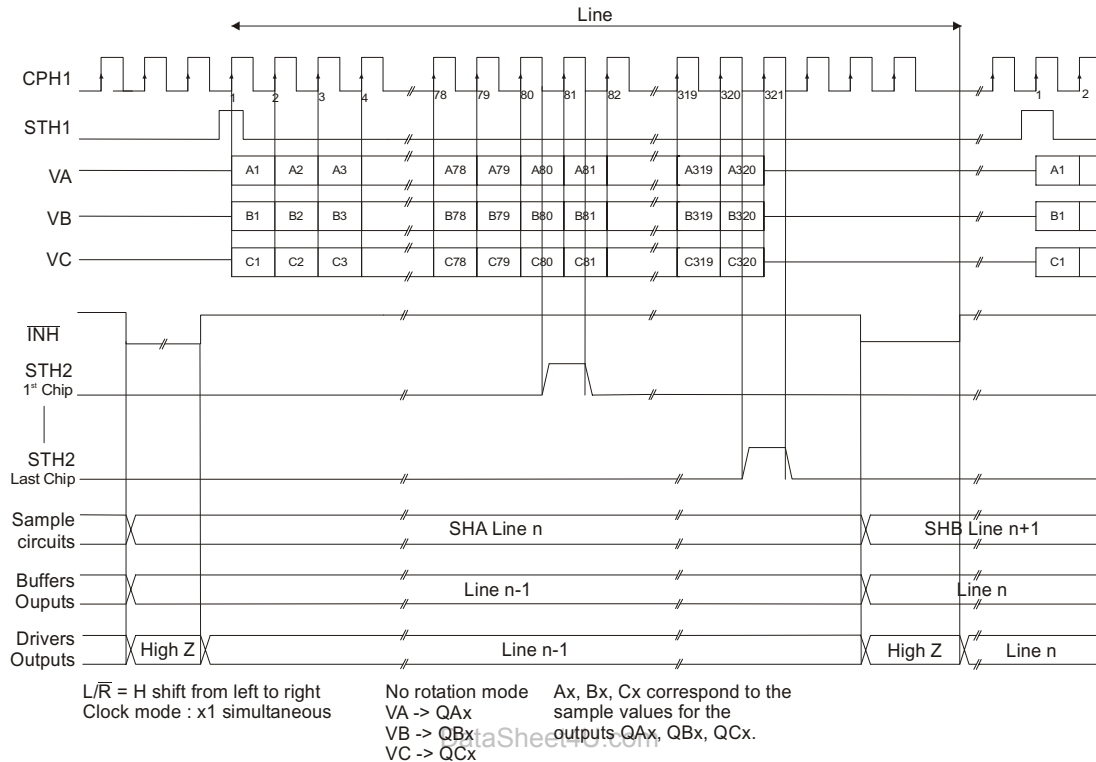 Line
CPH1
1 2 3 4 78 79 80 81 82 319 320 321 1 2
STH1
VA A1 A2 A3 A78 A79 A80 A81 A319 A320 A1
VB B1 B2 B3 B78 B79 B80 B81 B319 B320 B1
VC C1 C2 C3 C78 C79 C80 C81 C319 C320 C1
INH
STH2
1st Chip
STH2
Last Chip
Sample
circuits
SHA Line n SHB Line n+1
Buffers
Ouputs
Line n-1 Line n
Drivers
Outputs
High Z Line n-1 High Z Line n
L/R = H shift from left to right
Clock mode : x1 simultaneous
No rotation mode
VA -> QAx
VB -> QBx
VC -> QCx
Ax, Bx, Cx correspond to the
sample values for the
outputs QAx, QBx, QCx.
DataSheet4U.com